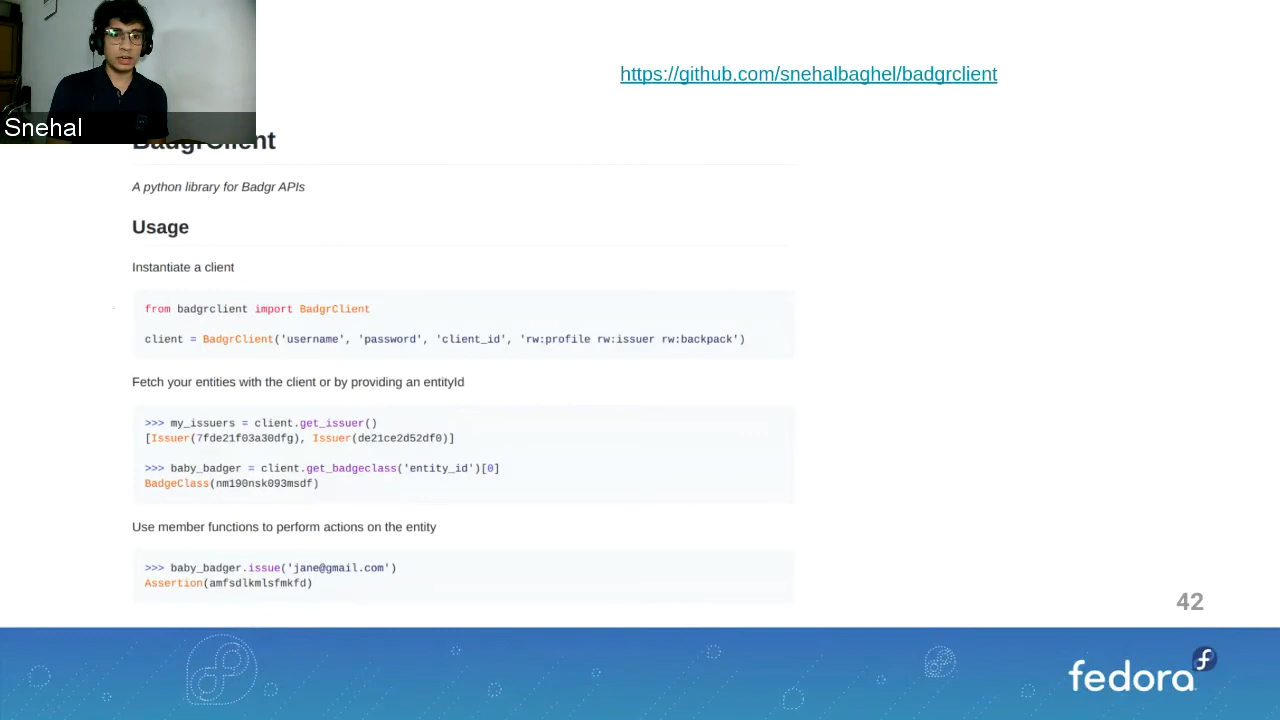 https://github.com/snehalbaghel/badgrclient
Snehal
BadgrClient
A python library for Badgr APIs
Usage
Instantiate a client
from badgrclient import BadgrClient
client = BadgrClient('username', 'password', 'client_id', 'rw:profile rw:issuer rw:backpack')
Fetch your entities with the client or by providing an entityId
>>> my_issuers = client.get_issuer()
[Issuer(7fde21f03a30dfg), Issuer(de21ce2d52df0)]
>>> baby_badger = client.get_badgeclass('entity_id')[0]
BadgeClass(nm190nsk093msdf)
Use member functions to perform actions on the entity
>>> baby_badger.issue('jane@gmail.com')
Assertion(amfsdlkmlsfmkfd)
42
fedora